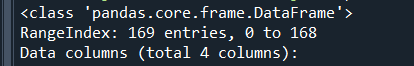 <class 'pandas.core.frame.DataFrame'>
RangeIndex: 169 entries, 0 to 168
Data columns (total 4 columns):